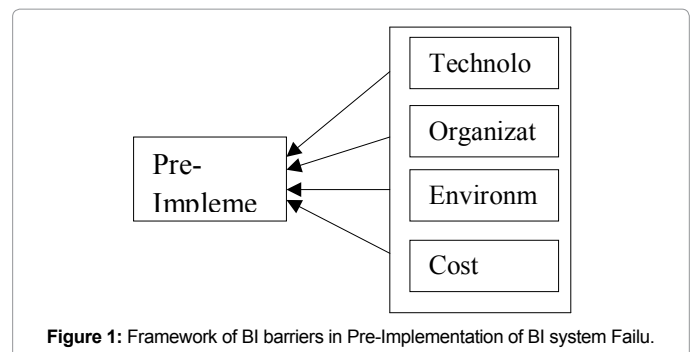 Technolo
Organizat
Pre-
Impleme
Environm
Cost
Figure 1: Framework of BI barriers in Pre-Implementation of BI system Failu.